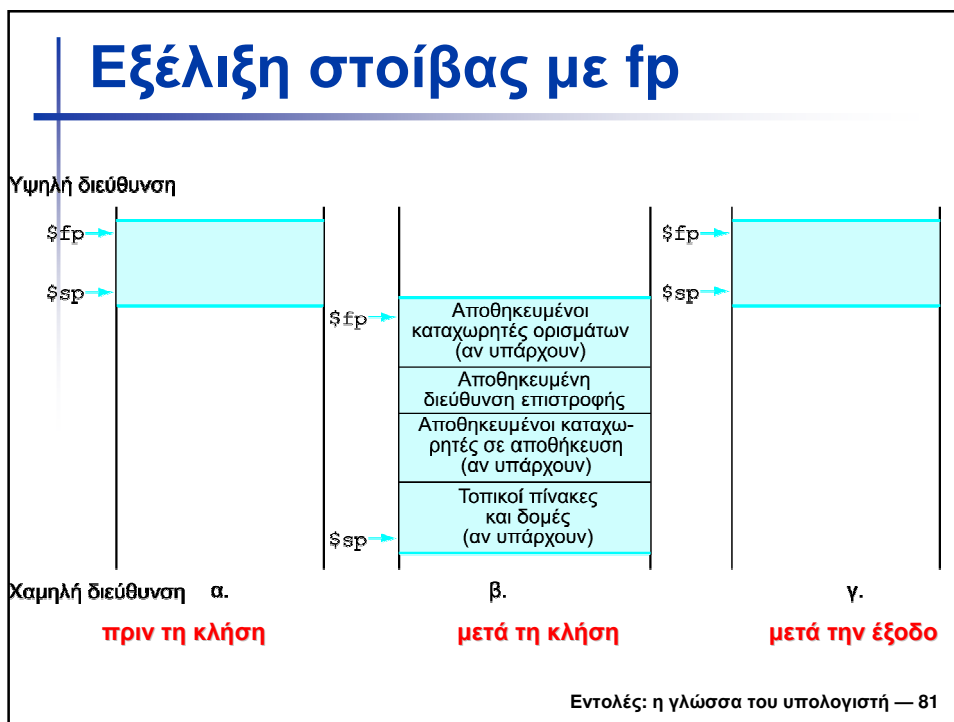 Εξέλιξη στοίβας με fp
Υψηλή διεύθυνση
$fp
$sp
$fp
Αποθηκευμένοι
καταχωρητές ορισμάτων
(αν υπάρχουν)
Αποθηκευμένη
διεύθυνση επιστροφής
Αποθηκευμένοι καταχω-
ρητές σε αποθήκευση
(αν υπάρχουν)
Τοπικοί πίνακες
και δομές
(αν υπάρχουν)
$sp
$fp
$sp
Χαμηλή διεύθυνση α. β. γ.
πριν τη κλήση μετά τη κλήση μετά την έξοδο
Εντολές: η γλώσσα του υπολογιστή — 81